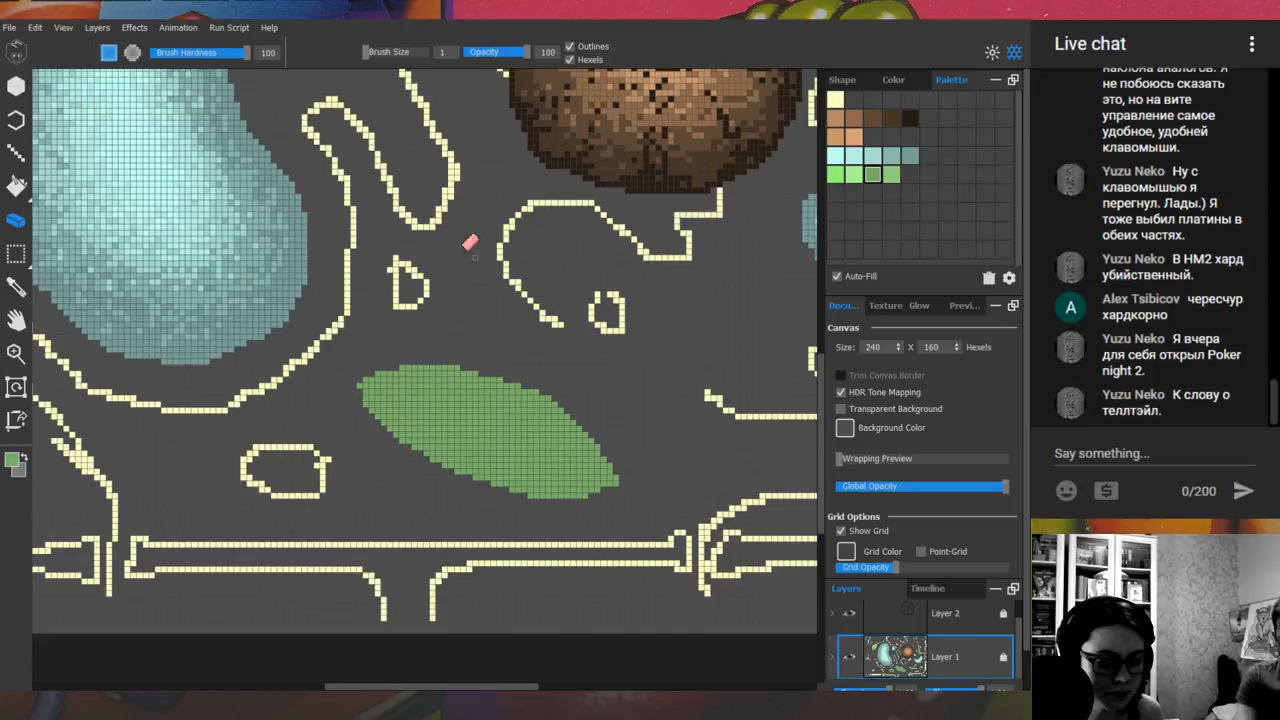 File Edit View Layers Effects Animation Run Script Help
Brush Hardness 100 Brush Size 1 Opacity 100 Outlines
Hexels
Shape Color Palette
Auto-Fill
Docu... Texture Glow Previ...
Canvas
Size: 240 X 160 Hexels
Trim Canvas Border
HDR Tone Mapping
Transparent Background
Background Color
Wrapping Preview
Global Opacity
Grid Options
Show Grid
Grid Color Point-Grid
Grid Opacity
Layers Timeline
Layer 2
Layer 1
Live chat
наклона аналогов. Я
не побоюсь сказать
это, но на вите
управление самое
удобное, удобней
клавомыши.
Yuzu Neko Ну с
клавомышью я
перегнул. Лады.) Я
тоже выбил платины в
обеих частях.
Yuzu Neko В НМ2 хард
убийственный.
Alex Tsibicov чересчур
хардкорно
Yuzu Neko Я вчера
для себя открыл Poker
night 2.
Yuzu Neko К слову о
теллтэйл.
Say something...
0/200